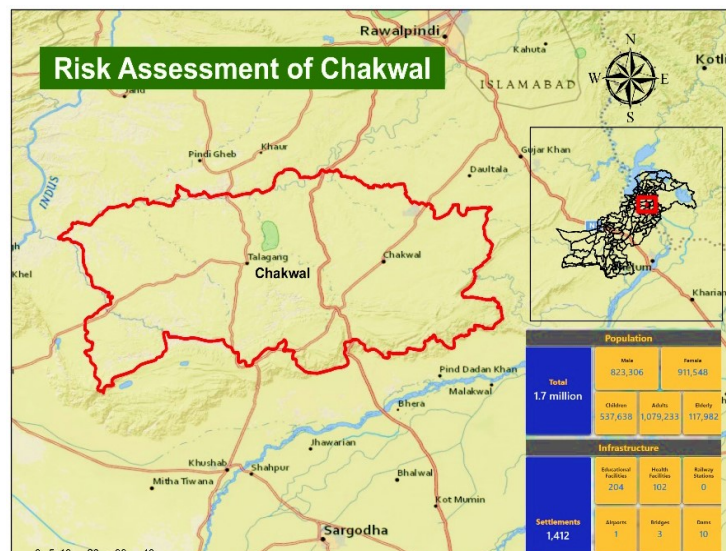 Rawalpindi
Kahuta
Risk Assessment of Chakwal
N
W
E
S
Kotli
ISLAMABAD
Jand
INDUS
Pindi Gheb
Khaur
Gujar Khan
Daultala
Khel
Talagang
Chakwal
Chakwal
Kharian
Pind Dadan Khan
Malakwal
Bhera
Jhawarian
Khushab
Shahpur
Mitha Tiwana
Bhalwal
Kot Mumin
Sargodha
Population
Total
1.7 million
Male
823,306
Female
911,548
Children
537,638
Adults
1,079,233
Elderly
117,982
Infrastructure
Settlements
1,412
Educational
Facilities
204
Health
Facilities
102
Railway
Stations
0
Airports
1
Bridges
3
Dams
10